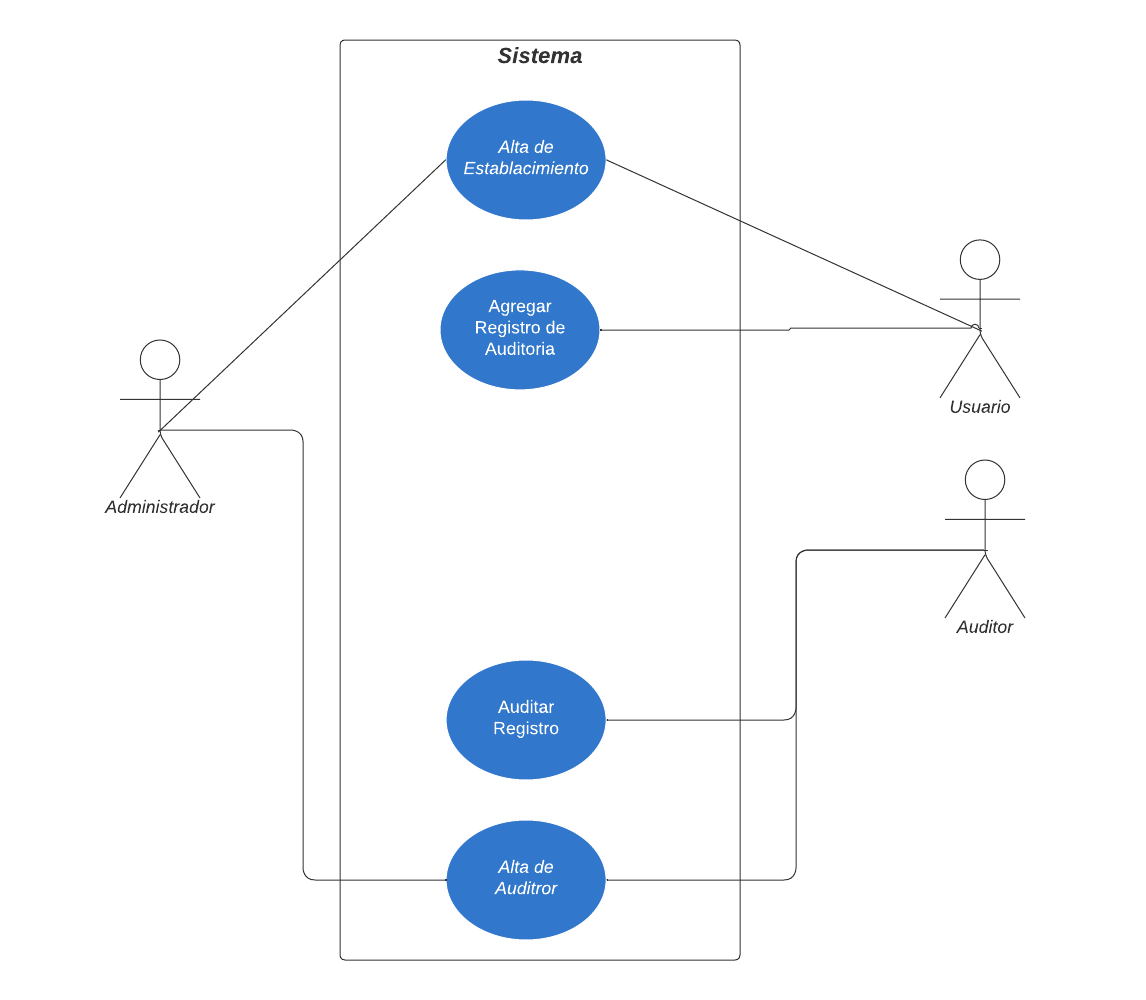 Sistema
Alta de
Establacimiento
Agregar
Registro de
Auditoria
Usuario
Administrador
Auditor
Auditar
Registro
Alta de
Auditror